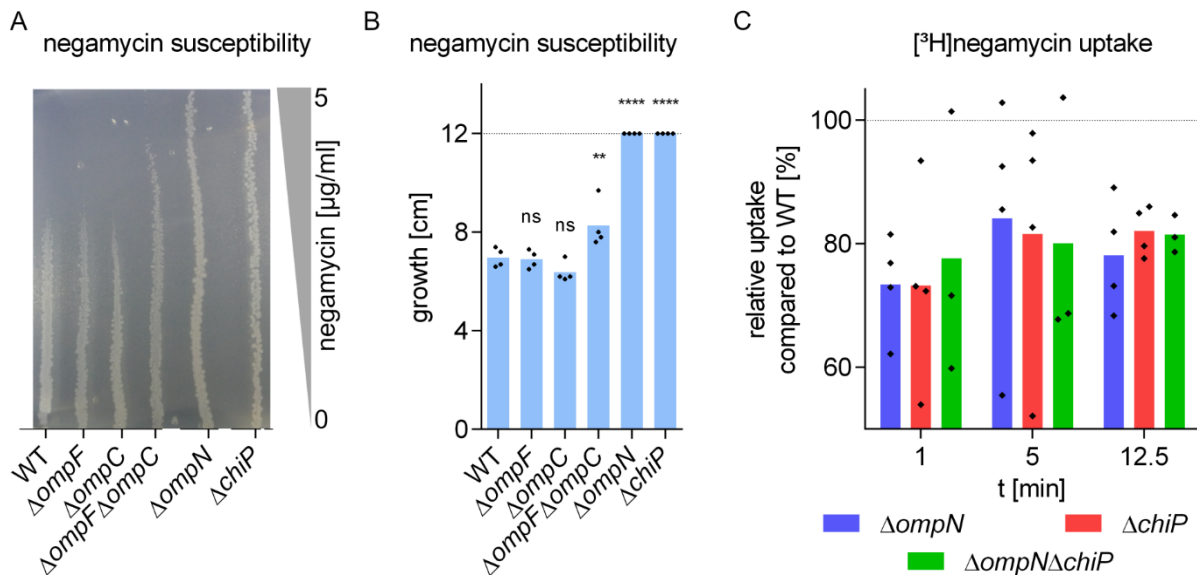 A
negamycin susceptibility
5
negamycin [µg/ml]
0
WT
ΔompF
ΔompC
ΔompFΔompC
ΔompN
ΔchiP
B
negamycin susceptibility
growth [cm]
12
8
4
0
ns
ns
**
****
****
WT
ΔompF
ΔompC
ΔompFΔompC
ΔompN
ΔchiP
C
[³H]negamycin uptake
relative uptake
compared to WT [%]
100
80
60
1
5
12.5
t [min]
ΔompN
ΔchiP
ΔompNΔchiP